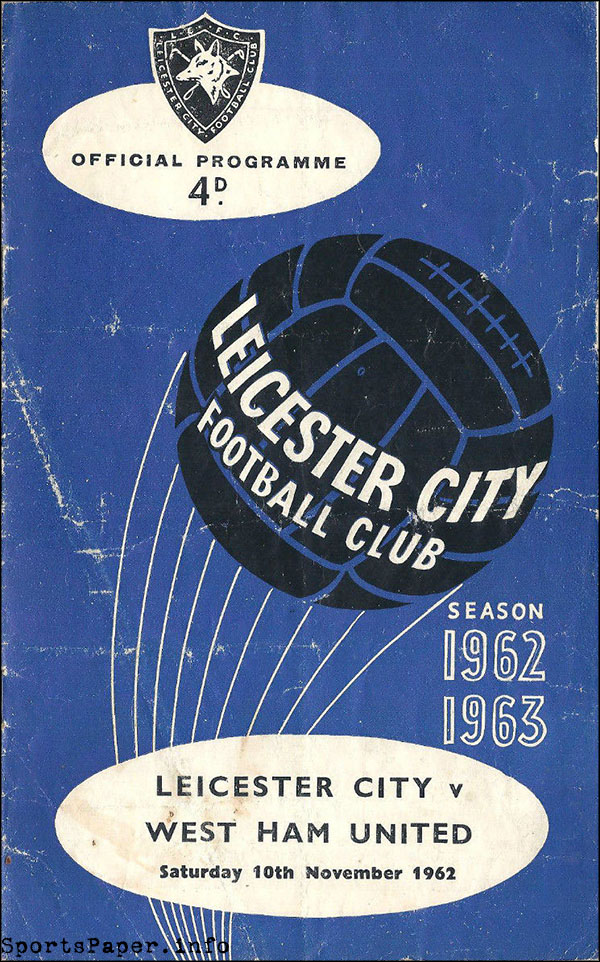 L.C.F.C.
LEICESTER CITY FOOTBALL CLUB
OFFICIAL PROGRAMME
4D.
LEICESTER CITY
FOOTBALL CLUB
SEASON
1962
1963
LEICESTER CITY v
WEST HAM UNITED
Saturday 10th November 1962
SportsPaper.info